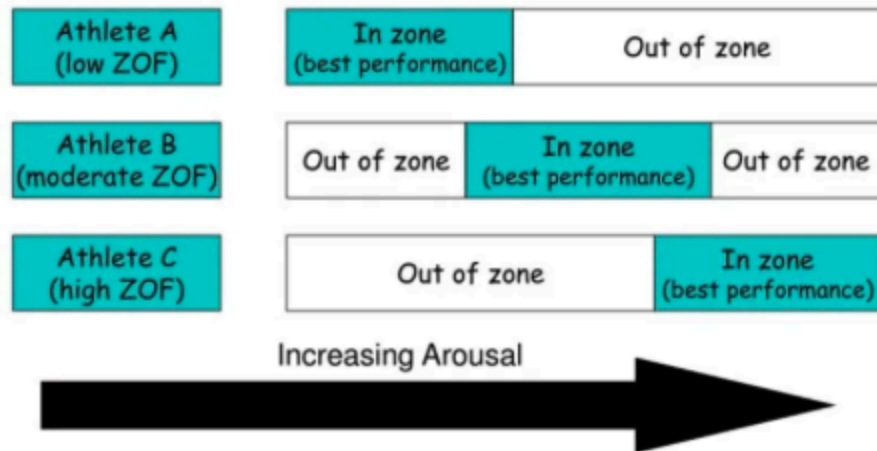 Athlete A
(low ZOF)
In zone
(best performance)
Out of zone
Athlete B
(moderate ZOF)
Out of zone
In zone
(best performance)
Out of zone
Athlete C
(high ZOF)
Out of zone
In zone
(best performance)
Increasing Arousal